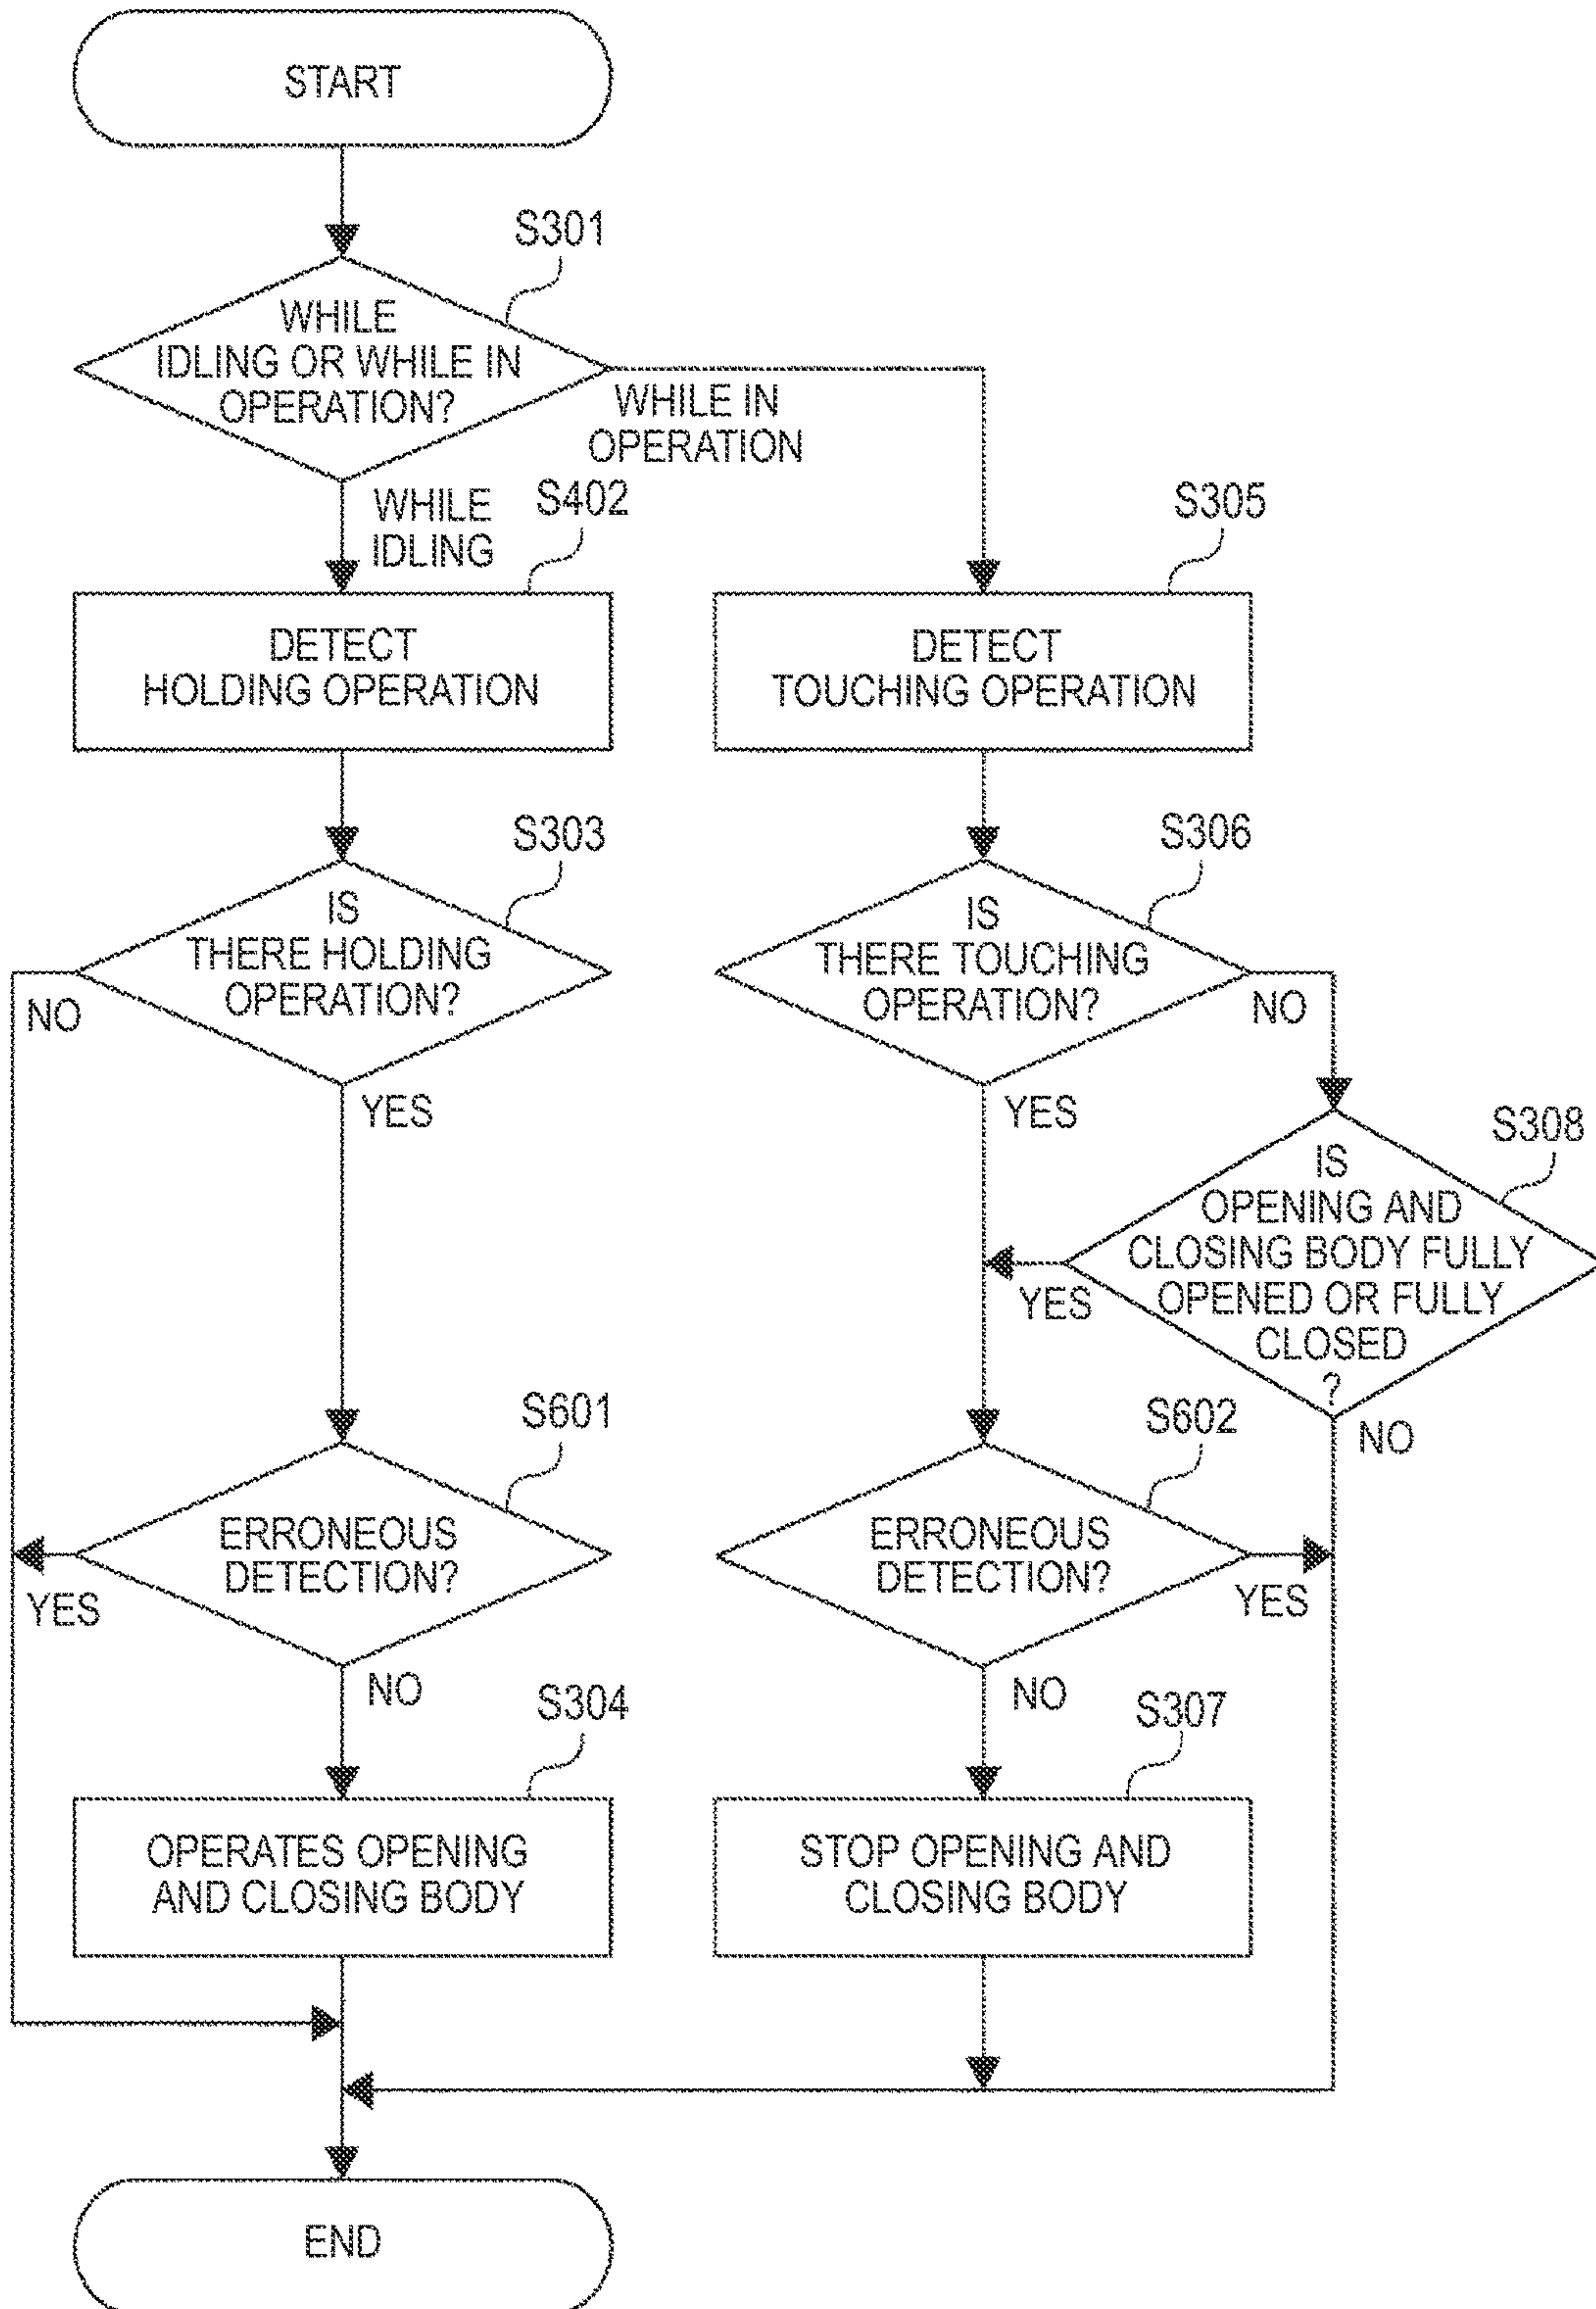 START
S301
WHILE
IDLING OR WHILE IN
OPERATION?
WHILE IN
OPERATION
WHILE
IDLING
S402
S305
DETECT
HOLDING OPERATION
DETECT
TOUCHING OPERATION
S303
S306
IS
THERE HOLDING
OPERATION?
NO
YES
IS
THERE TOUCHING
OPERATION?
NO
YES
S308
IS
OPENING AND
CLOSING BODY FULLY
OPENED OR FULLY
CLOSED
?
YES
NO
S601
S602
ERRONEOUS
DETECTION?
YES
NO
ERRONEOUS
DETECTION?
YES
NO
S304
S307
OPERATES OPENING
AND CLOSING BODY
STOP OPENING AND
CLOSING BODY
END